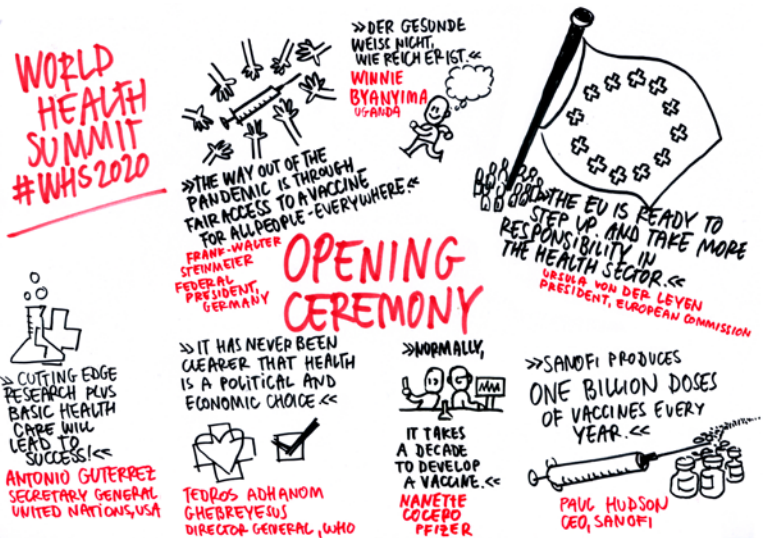 WORLD
HEALTH
SUMMIT
#WHS2020
»THE WAY OUT OF THE
PANDEMIC IS THROUGH
FAIR ACCESS TO A VACCINE
FOR ALL PEOPLE - EVERYWHERE.«
FRANK-WALTER
STEINMEIER
FEDERAL
PRESIDENT,
GERMANY
»DER GESUNDE
WEISS NICHT,
WIE REICH ER IST.«
WINNIE
BYANYIMA
UGANDA
»THE EU IS READY TO
STEP UP AND TAKE MORE
RESPONSIBILITY IN
THE HEALTH SECTOR.«
URSULA VON DER LEYEN
PRESIDENT, EUROPEAN COMMISSION
OPENING
CEREMONY
»CUTTING EDGE
RESEARCH PLUS
BASIC HEALTH
CARE WILL
LEAD TO
SUCCESS!«
ANTONIO GUTERREZ
SECRETARY GENERAL
UNITED NATIONS, USA
»IT HAS NEVER BEEN
CLEARER THAT HEALTH
IS A POLITICAL AND
ECONOMIC CHOICE«
TEDROS ADHANOM
GHEBREYESUS
DIRECTOR GENERAL, WHO
»NORMALLY,
IT TAKES
A DECADE
TO DEVELOP
A VACCINE.«
NANETTE
COCERO
PFIZER
»SANOFI PRODUCES
ONE BILLION DOSES
OF VACCINES EVERY
YEAR.«
PAUL HUDSON
CEO, SANOFI